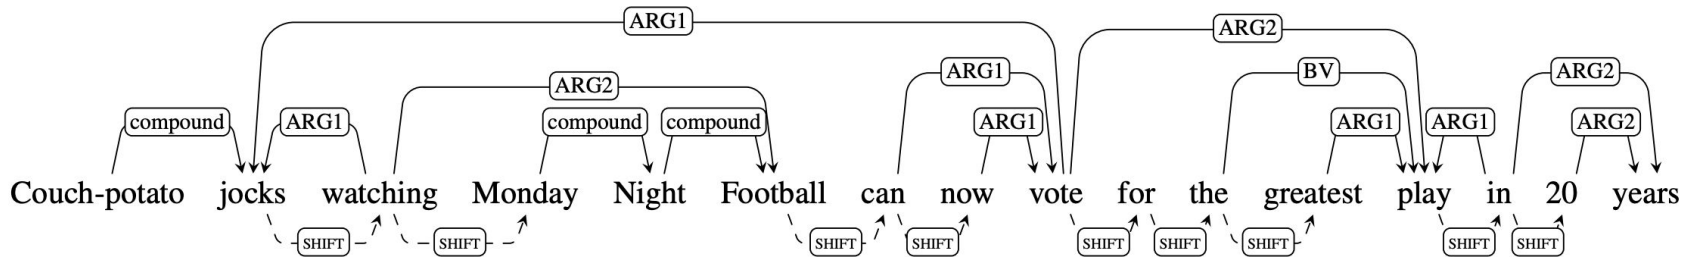 ARG1
ARG2
ARG1 BV ARG2
ARG2
compound ARG1 compound compound ARG1 ARG1 ARG1 ARG2
Couch-potato jocks watching Monday Night Football can now vote for the greatest play in 20 years
SHIFT SHIFT SHIFT SHIFT SHIFT SHIFT SHIFT SHIFT SHIFT